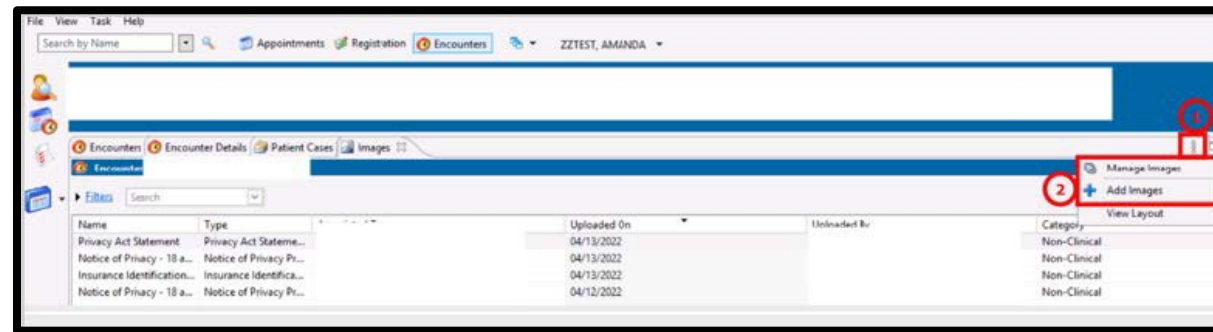 File View Task Help
Search by Name Appointments Registration Encounters ZZTEST, AMANDA
1
Encounters Encounter Details Patient Cases Images
Encounter
Manage Images
2 Add Images
Filters Search
View Layout
Name Type Uploaded On Uploaded By Category
Privacy Act Statement Privacy Act Stateme... 04/13/2022 Non-Clinical
Notice of Privacy - 18 a... Notice of Privacy Pr... 04/13/2022 Non-Clinical
Insurance Identification... Insurance Identifica... 04/13/2022 Non-Clinical
Notice of Privacy - 18 a... Notice of Privacy Pr... 04/12/2022 Non-Clinical